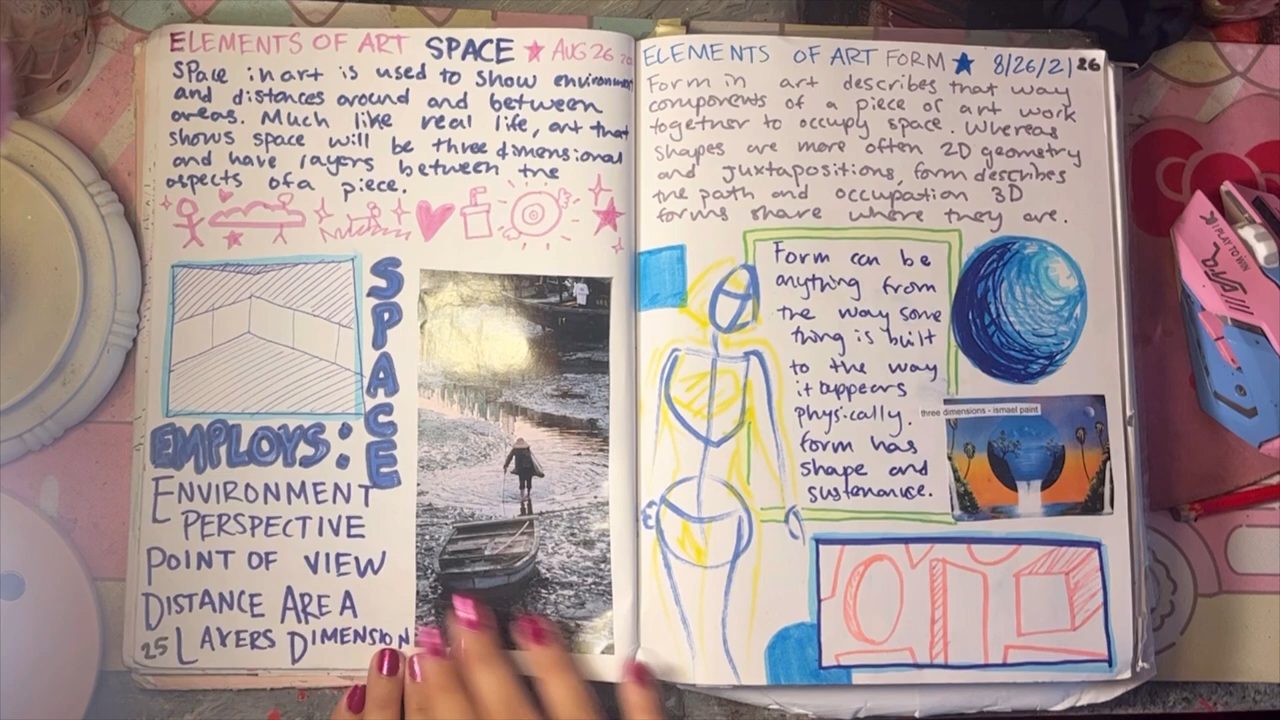 ELEMENTS OF ART SPACE ★ AUG 26
Space in art is used to show environment
and distances around and between
areas. Much like real life, art that
shows space will be three dimensional
and have layers between the
aspects of a piece.
SPACE
EMPLOYS:
ENVIRONMENT
PERSPECTIVE
POINT OF VIEW
DISTANCE AREA
25 LAYERS DIMENSION
ELEMENTS OF ART FORM ★ 8/26/21 26
Form in art describes that way
components of a piece of art work
together to occupy space. Whereas
shapes are more often 2D geometry
and juxtapositions, form describes
the path and occupation 3D
forms share where they are.
Form can be
anything from
the way some
thing is built
to the way
it appears
physically.
form has
shape and
sustenance.
three dimensions - ismael paint
I PLAY TO WIN